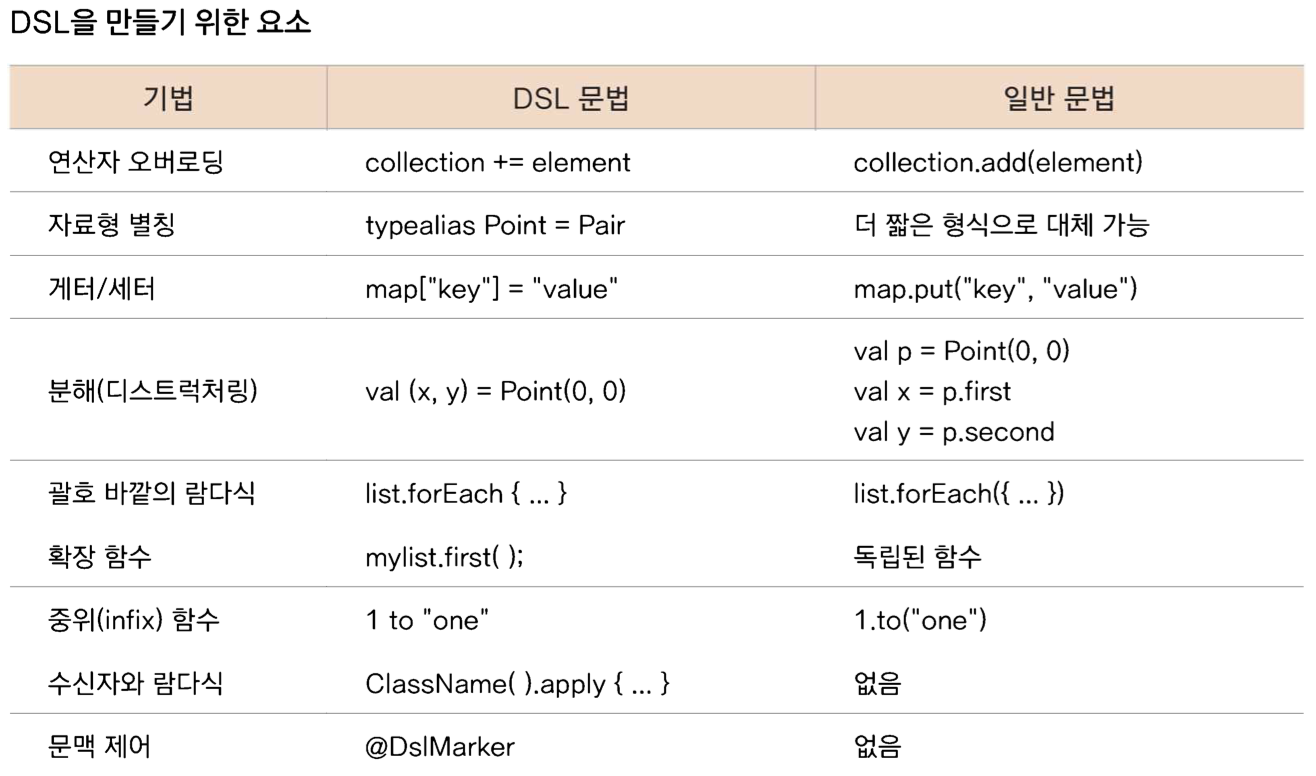 DSL을 만들기 위한 요소
기법 DSL 문법 일반 문법
연산자 오버로딩 collection += element collection.add(element)
자료형 별칭 typealias Point = Pair 더 짧은 형식으로 대체 가능
게터/세터 map["key"] = "value" map.put("key", "value")
분해(디스트럭처링) val (x, y) = Point(0, 0) val p = Point(0, 0)
val x = p.first
val y = p.second
괄호 바깥의 람다식 list.forEach { ... } list.forEach({ ... })
확장 함수 mylist.first( ); 독립된 함수
중위(infix) 함수 1 to "one" 1.to("one")
수신자와 람다식 ClassName( ).apply { ... } 없음
문맥 제어 @DslMarker 없음